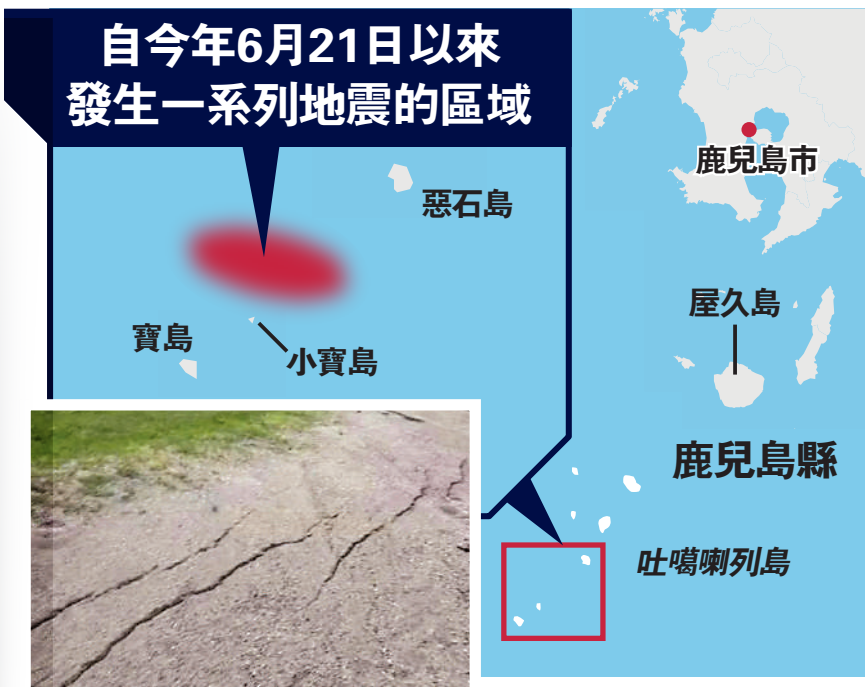 自今年6月21日以來
發生一系列地震的區域
鹿兒島市
惡石島
屋久島
寶島
小寶島
鹿兒島縣
吐噶喇列島